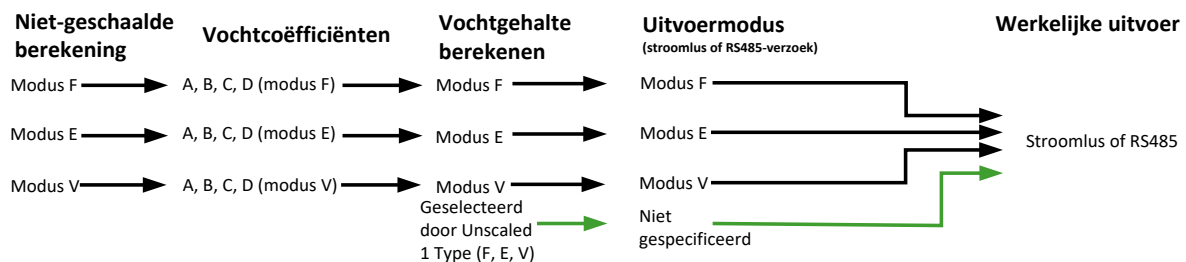 Niet-geschaalde
berekening
Vochtcoëfficiënten
Vochtgehalte
berekenen
Uitvoermodus
(stroomlus of RS485-verzoek)
Werkelijke uitvoer
Modus F
A, B, C, D (modus F)
Modus F
Modus F
Modus E
A, B, C, D (modus E)
Modus E
Modus E
Stroomlus of RS485
Modus V
A, B, C, D (modus V)
Modus V
Modus V
Geselecteerd
door Unscaled
1 Type (F, E, V)
Niet
gespecificeerd